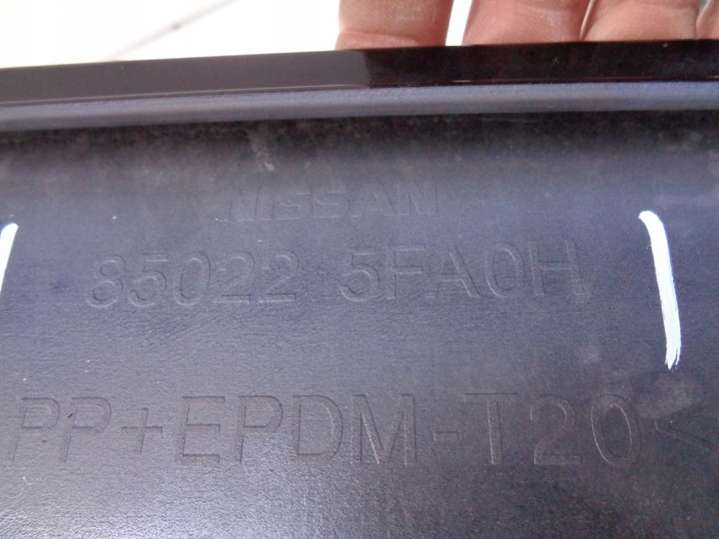 NISSAN
85022 5FA0H
PP+EPDM-T20<